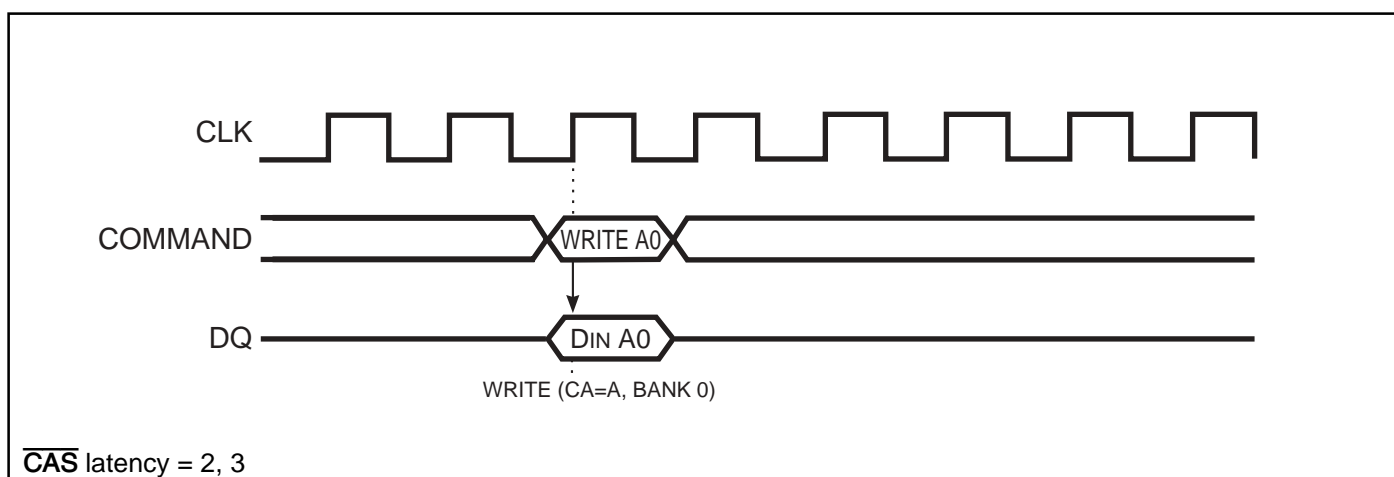 CLK
COMMAND
WRITE A0
DQ
DIN A0
WRITE (CA=A, BANK 0)
CAS latency = 2, 3